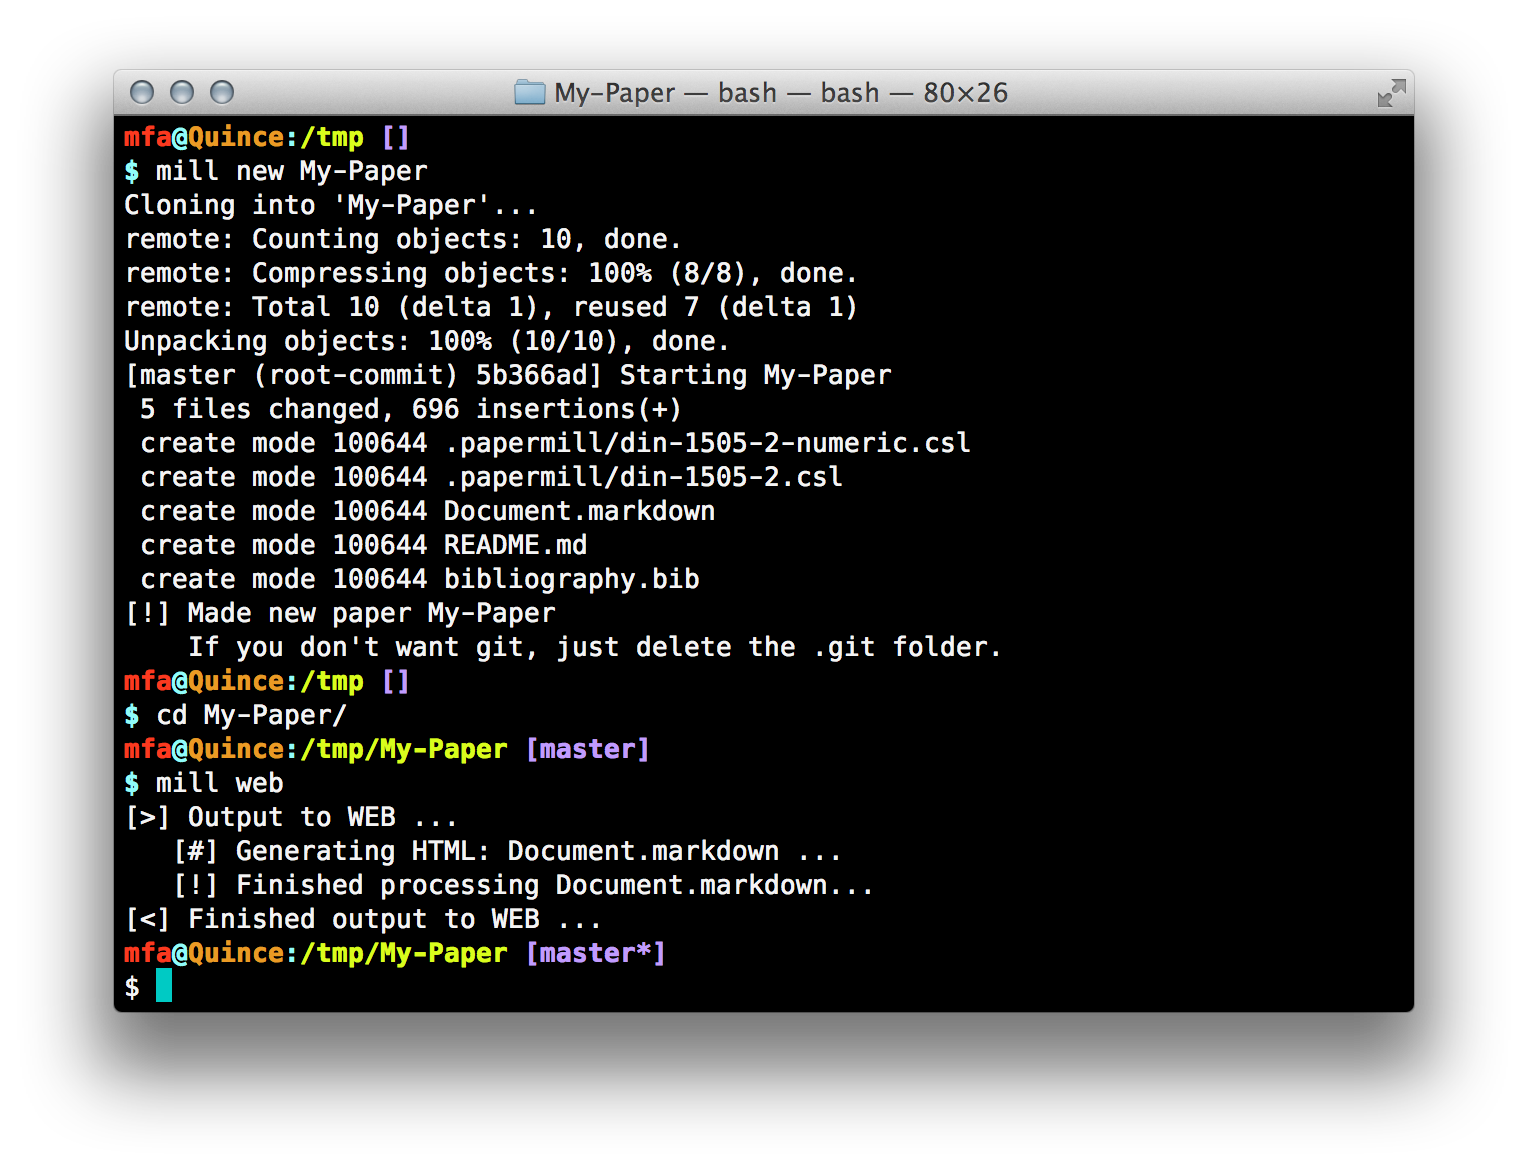 My-Paper — bash — bash — 80×26
mfa@Quince:/tmp []
$ mill new My-Paper
Cloning into 'My-Paper'...
remote: Counting objects: 10, done.
remote: Compressing objects: 100% (8/8), done.
remote: Total 10 (delta 1), reused 7 (delta 1)
Unpacking objects: 100% (10/10), done.
[master (root-commit) 5b366ad] Starting My-Paper
 5 files changed, 696 insertions(+)
 create mode 100644 .papermill/din-1505-2-numeric.csl
 create mode 100644 .papermill/din-1505-2.csl
 create mode 100644 Document.markdown
 create mode 100644 README.md
 create mode 100644 bibliography.bib
[!] Made new paper My-Paper
    If you don't want git, just delete the .git folder.
mfa@Quince:/tmp []
$ cd My-Paper/
mfa@Quince:/tmp/My-Paper [master]
$ mill web
[>] Output to WEB ...
   [#] Generating HTML: Document.markdown ...
   [!] Finished processing Document.markdown...
[<] Finished output to WEB ...
mfa@Quince:/tmp/My-Paper [master*]
$